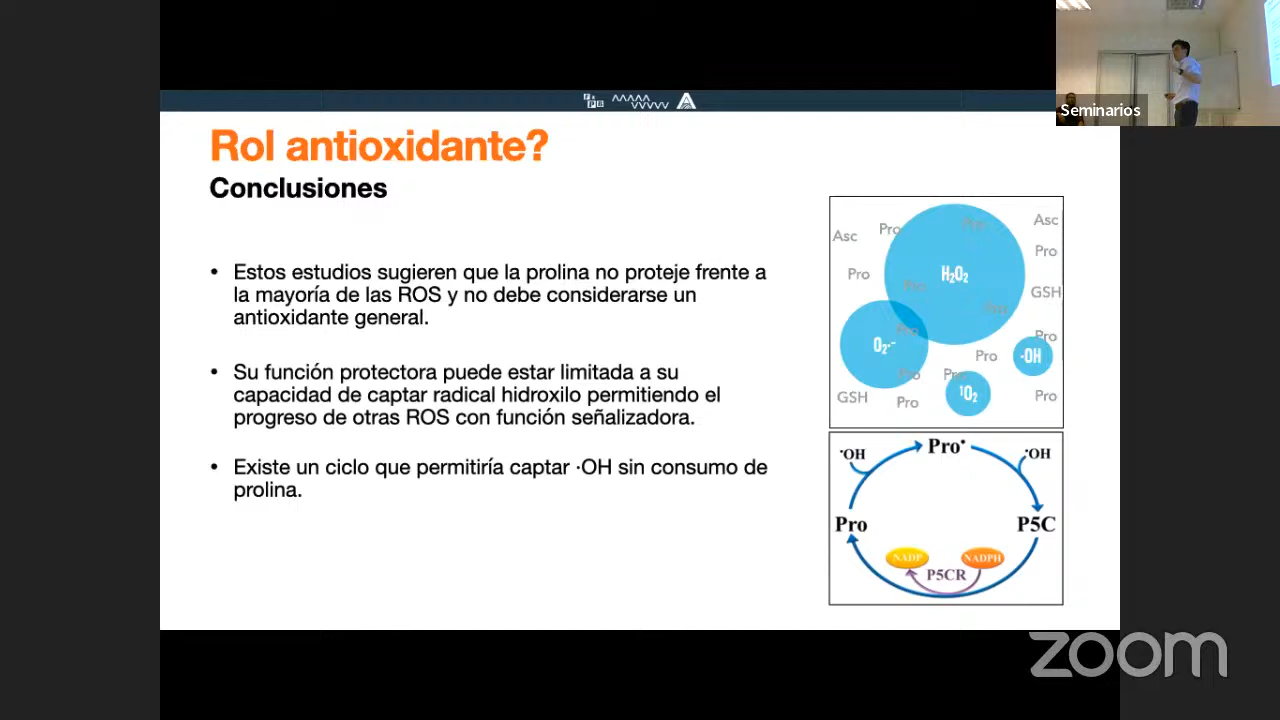 Seminarios
Rol antioxidante?
Conclusiones
• Estos estudios sugieren que la prolina no proteje frente a
la mayoría de las ROS y no debe considerarse un
antioxidante general.
• Su función protectora puede estar limitada a su
capacidad de captar radical hidroxilo permitiendo el
progreso de otras ROS con función señalizadora.
• Existe un ciclo que permitiría captar ·OH sin consumo de
prolina.
Asc Pro Pro Asc
Pro
Pro H₂O₂
Pro GSH
Pro
Pro Pro
O₂·⁻ Pro ·OH
Pro Pro
GSH Pro ¹O₂ Pro
·OH Pro• ·OH
Pro P5C
NADP NADPH
P5CR
zoom